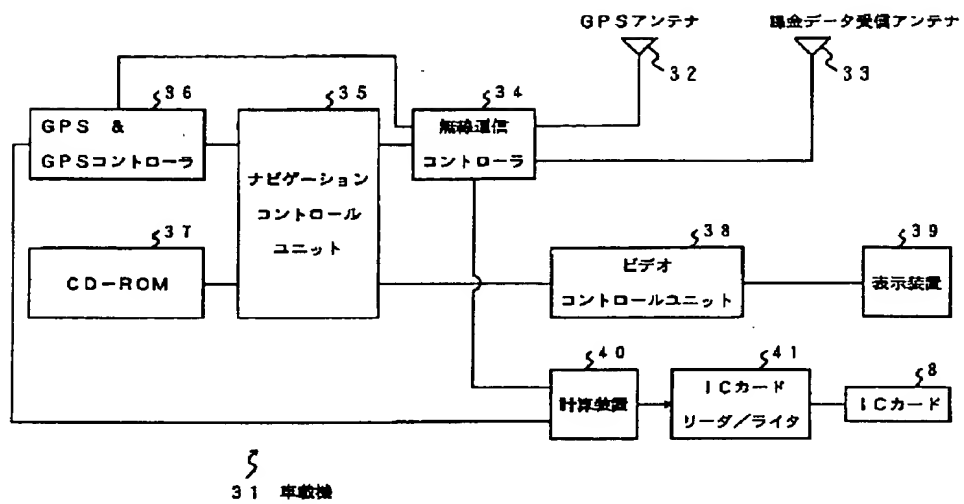 GPSアンテナ
課金データ受信アンテナ
32
33
36
35
34
GPS &
GPSコントローラ
ナビゲーション
コントロール
ユニット
無線通信
コントローラ
37
CD-ROM
38
ビデオ
コントロールユニット
39
表示装置
40
計算装置
41
ICカード
リーダ/ライタ
8
ICカード
31 車載機